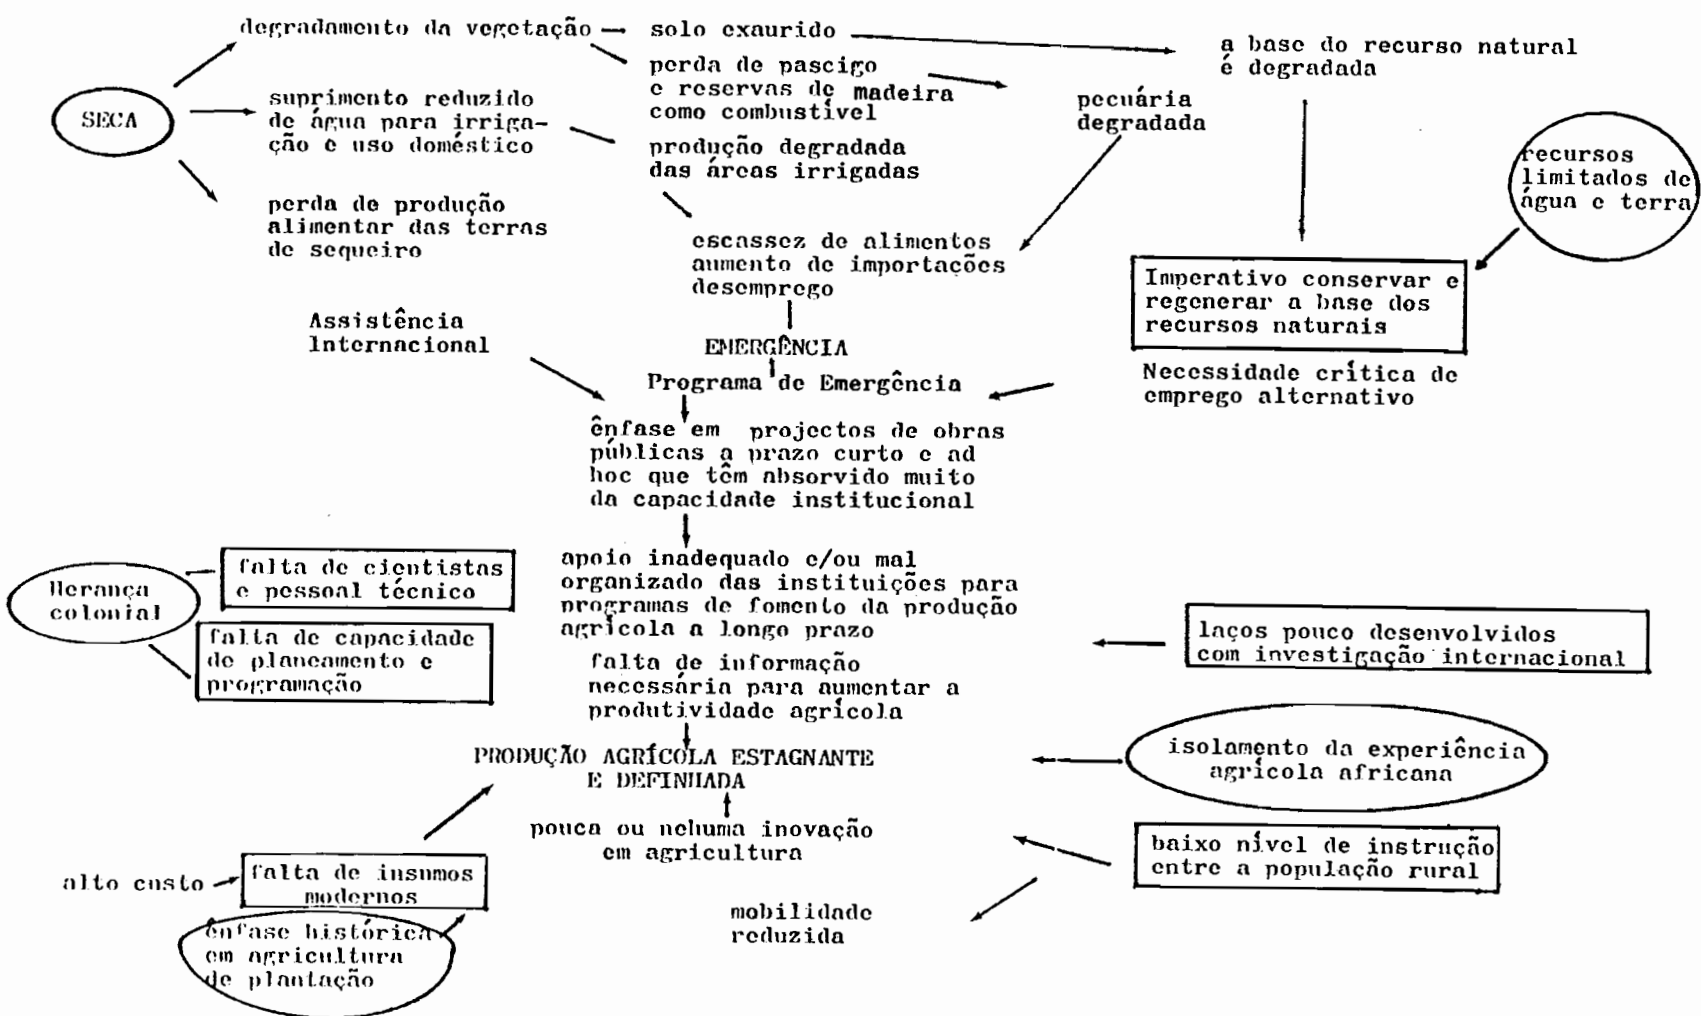 degradamento da vegetação
solo exaurido
a base do recurso natural
é degradada
perda de pascigo
e reservas de madeira
como combustível
pecuária
degradada
SECA
suprimento reduzido
de água para irriga-
ção e uso doméstico
produção degradada
das áreas irrigadas
recursos
limitados de
água e terra
perda de produção
alimentar das terras
de sequeiro
escassez de alimentos
aumento de importações
desemprego
Imperativo conservar e
regenerar a base dos
recursos naturais
Assistência
Internacional
EMERGÊNCIA
Programa de Emergência
Necessidade crítica de
emprego alternativo
ênfase em projectos de obras
públicas a prazo curto e ad
hoc que têm absorvido muito
da capacidade institucional
Herança
colonial
falta de cientistas
e pessoal técnico
falta de capacidade
de planeamento e
programação
apoio inadequado e/ou mal
organizado das instituições para
programas de fomento da produção
agrícola a longo prazo
laços pouco desenvolvidos
com investigação internacional
falta de informação
necessária para aumentar a
produtividade agrícola
PRODUÇÃO AGRÍCOLA ESTAGNANTE
E DEFINHADA
isolamento da experiência
agrícola africana
pouca ou nehuma inovação
em agricultura
baixo nível de instrução
entre a população rural
alto custo
falta de insumos
modernos
mobilidade
reduzida
ênfase histórica
em agricultura
de plantação